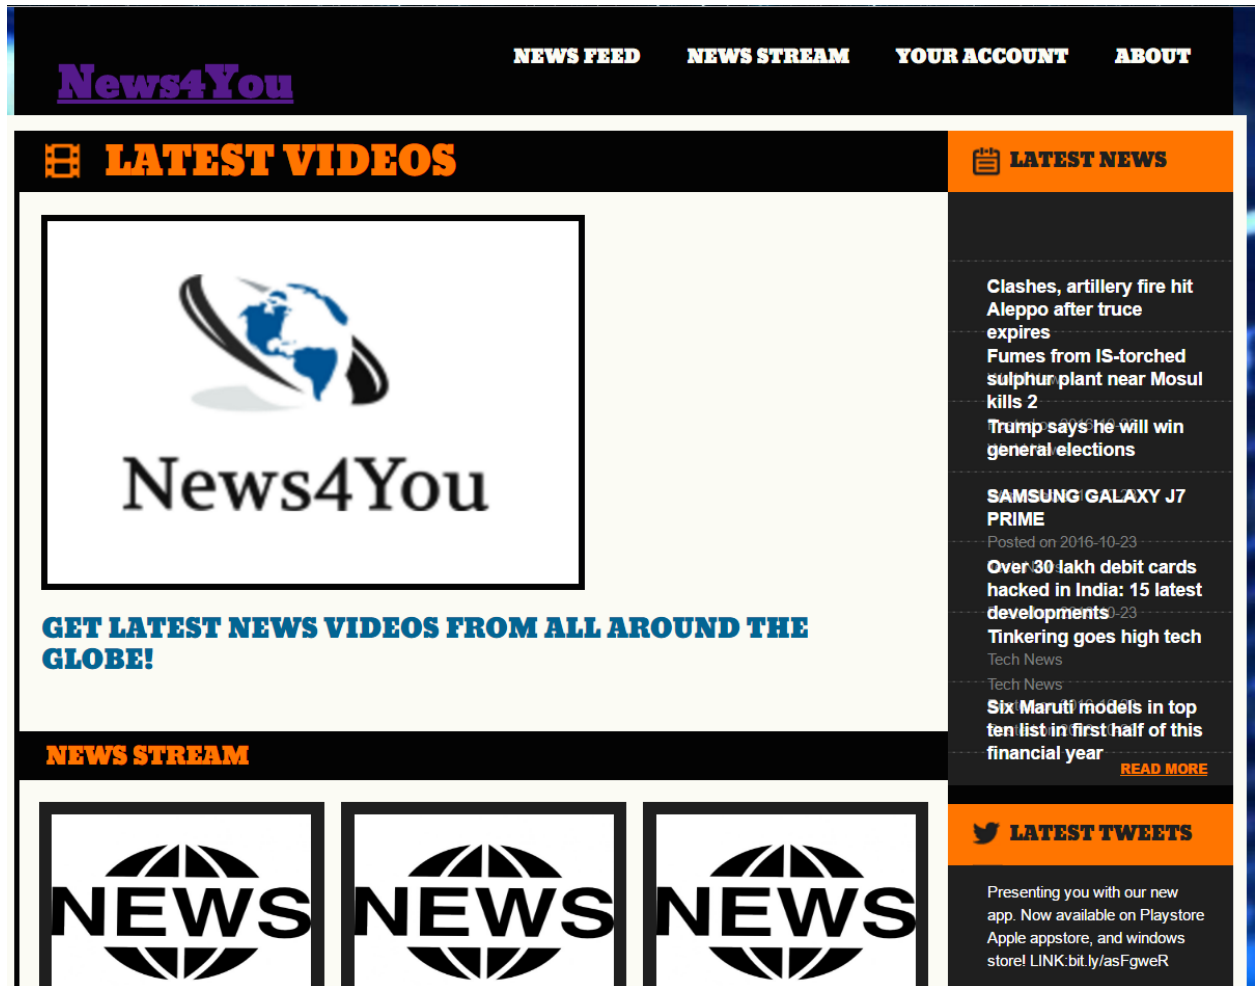 News4You
NEWS FEED
NEWS STREAM
YOUR ACCOUNT
ABOUT
LATEST VIDEOS
News4You
GET LATEST NEWS VIDEOS FROM ALL AROUND THE
GLOBE!
NEWS STREAM
NEWS
NEWS
NEWS
LATEST NEWS
Clashes, artillery fire hit
Aleppo after truce
expires
Fumes from IS-torched
sulphur plant near Mosul
kills 2
Trump says he will win
general elections
SAMSUNG GALAXY J7
PRIME
Posted on 2016-10-23
Over 30 lakh debit cards
hacked in India: 15 latest
developments
Tinkering goes high tech
Tech News
Tech News
Six Maruti models in top
ten list in first half of this
financial year
READ MORE
LATEST TWEETS
Presenting you with our new
app. Now available on Playstore
Apple appstore, and windows
store! LINK:bit.ly/asFgweR